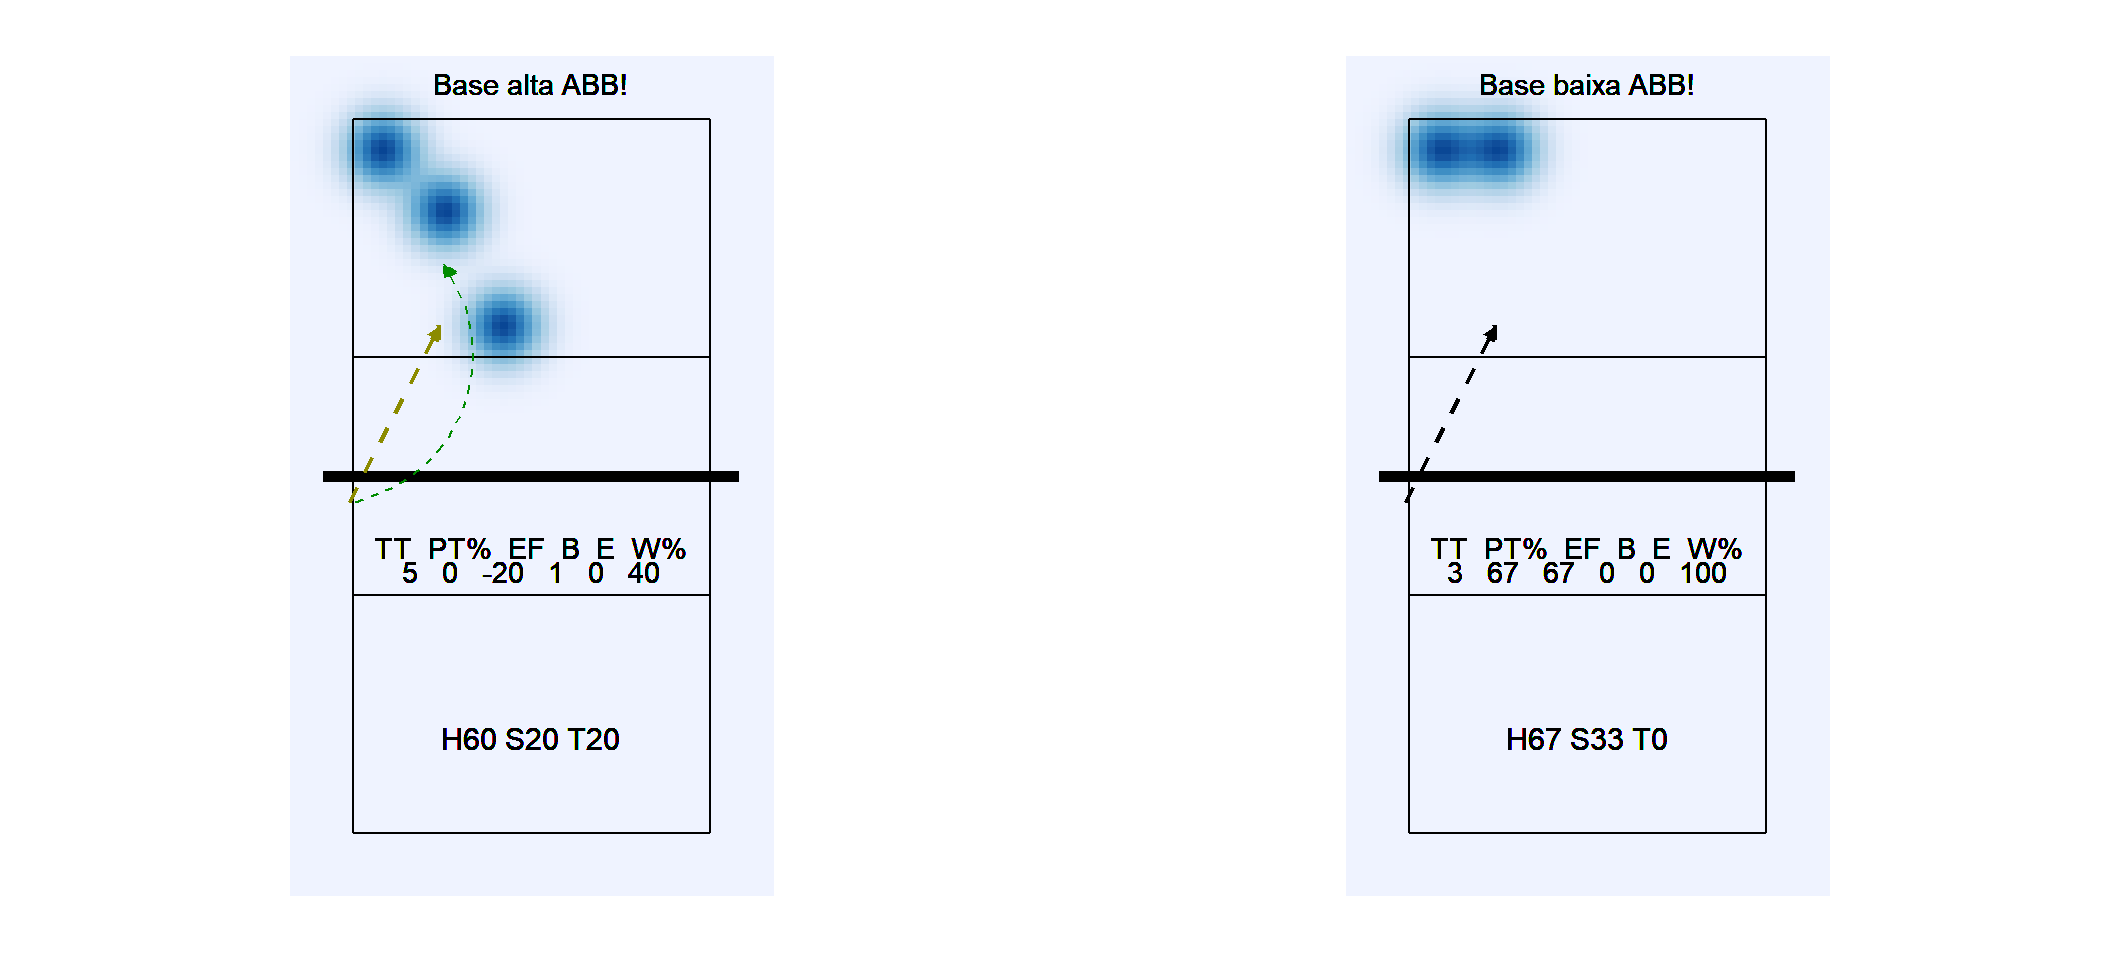 Base alta ABB!
TT PT% EF B E W%
5 0 -20 1 0 40
H60 S20 T20
Base baixa ABB!
TT PT% EF B E W%
3 67 67 0 0 100
H67 S33 T0